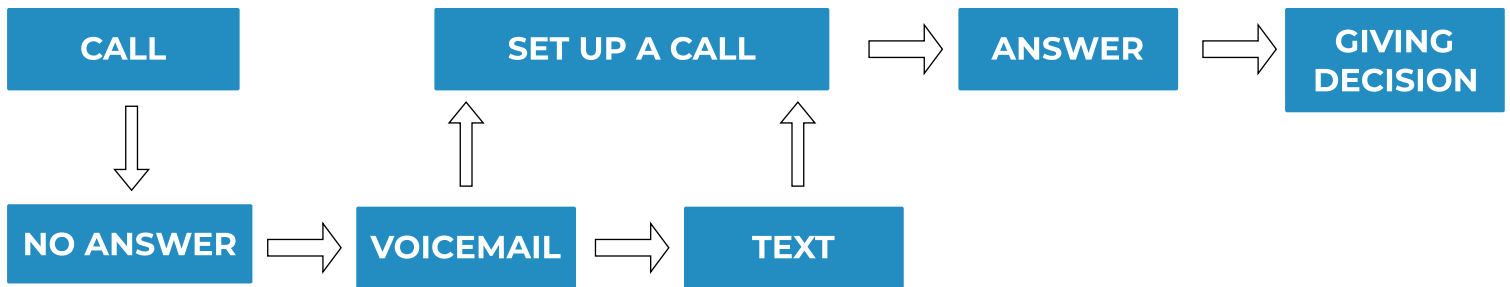 CALL
SET UP A CALL
ANSWER
GIVING
DECISION
NO ANSWER
VOICEMAIL
TEXT